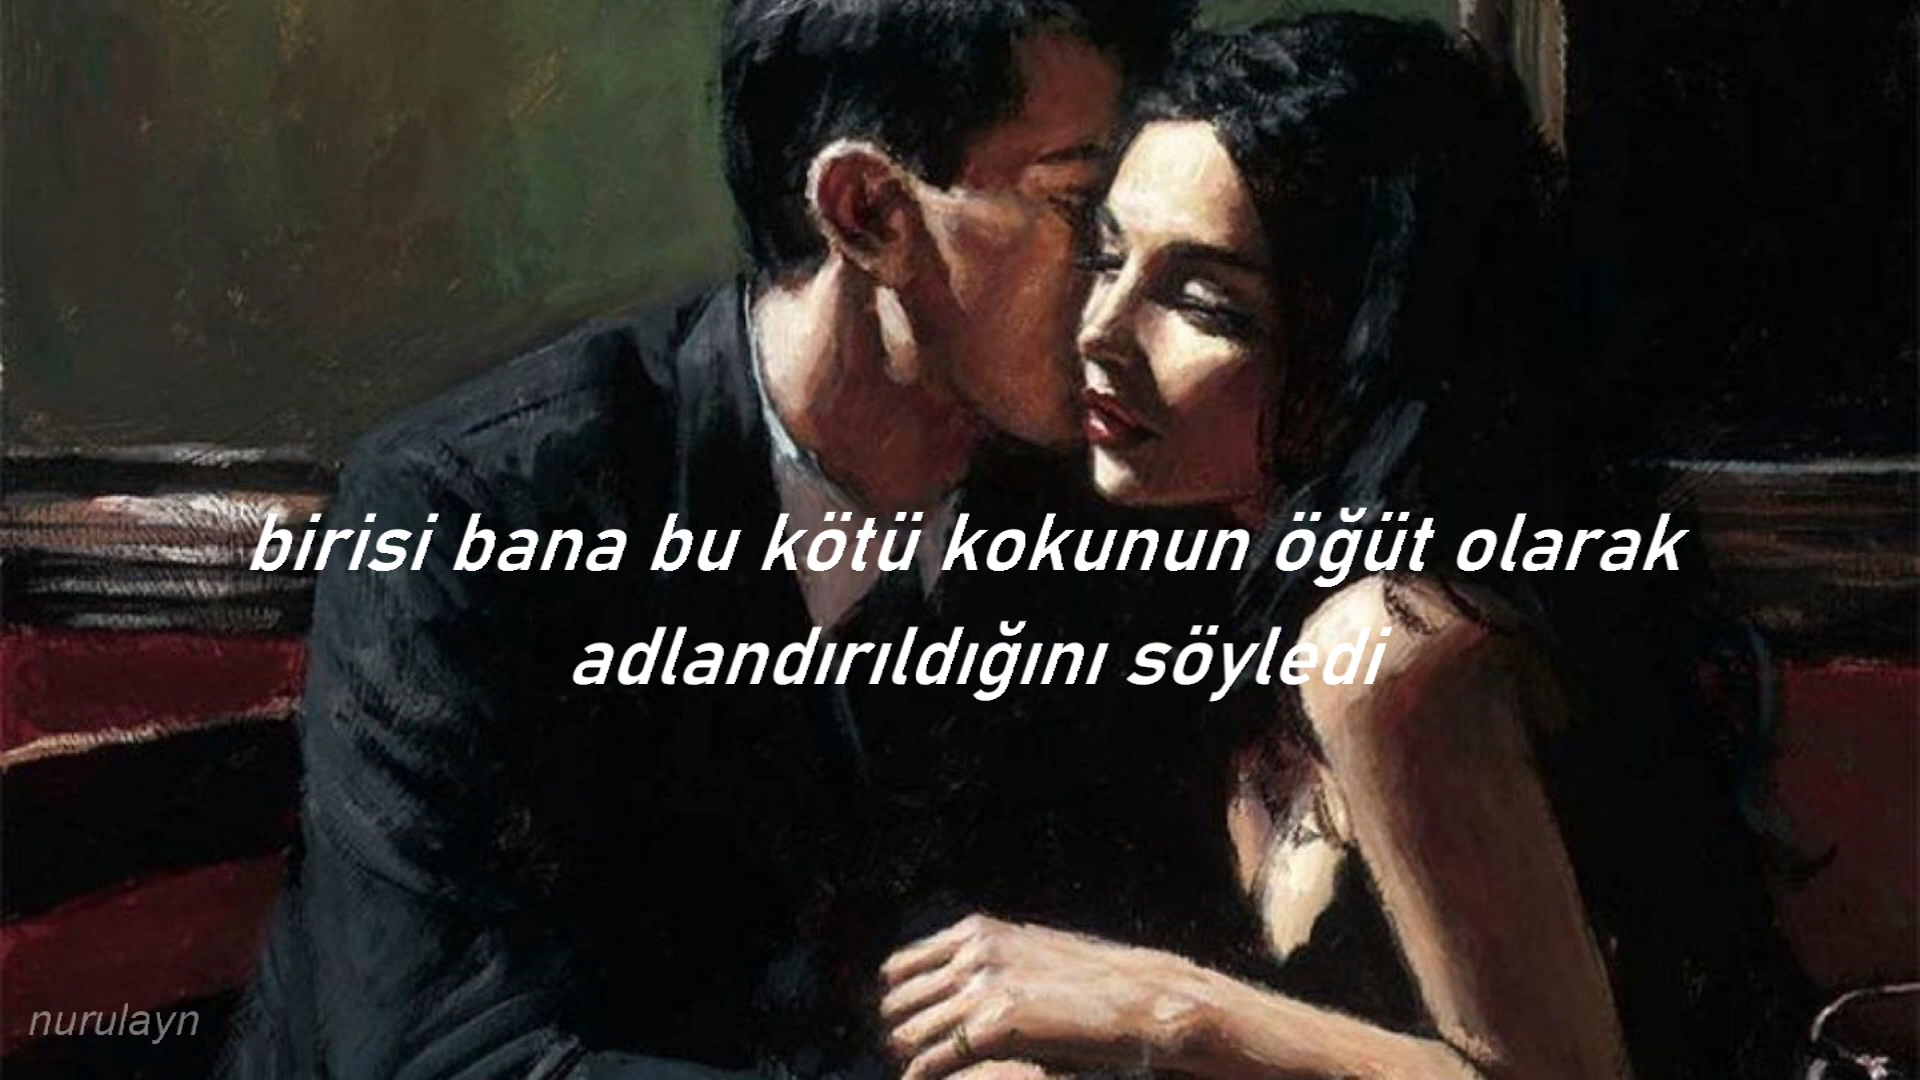 birisi bana bu kötü kokunun öğüt olarak
adlandırıldığını söyledi
nurulayn